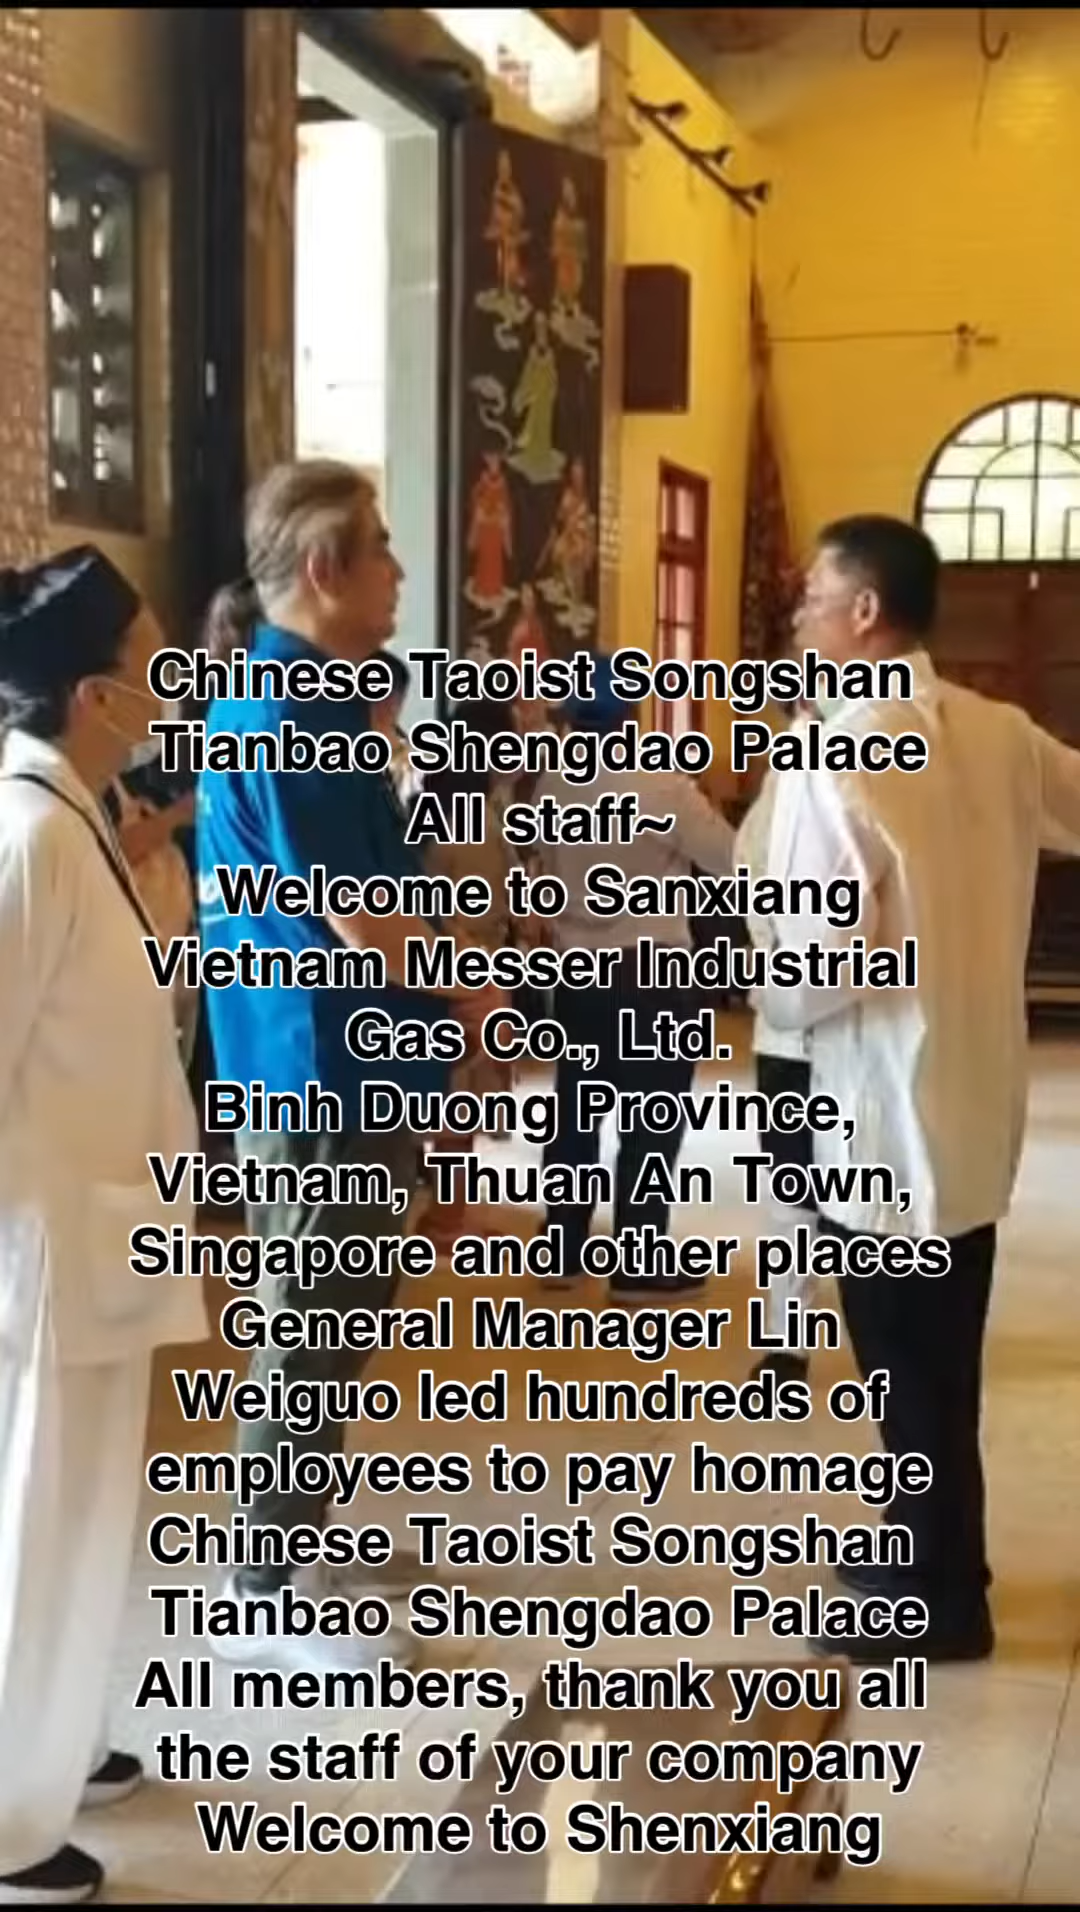 Chinese Taoist Songshan
Tianbao Shengdao Palace
All staff~
Welcome to Sanxiang
Vietnam Messer Industrial
Gas Co., Ltd.
Binh Duong Province,
Vietnam, Thuan An Town,
Singapore and other places
General Manager Lin
Weiguo led hundreds of
employees to pay homage
Chinese Taoist Songshan
Tianbao Shengdao Palace
All members, thank you all
the staff of your company
Welcome to Shenxiang